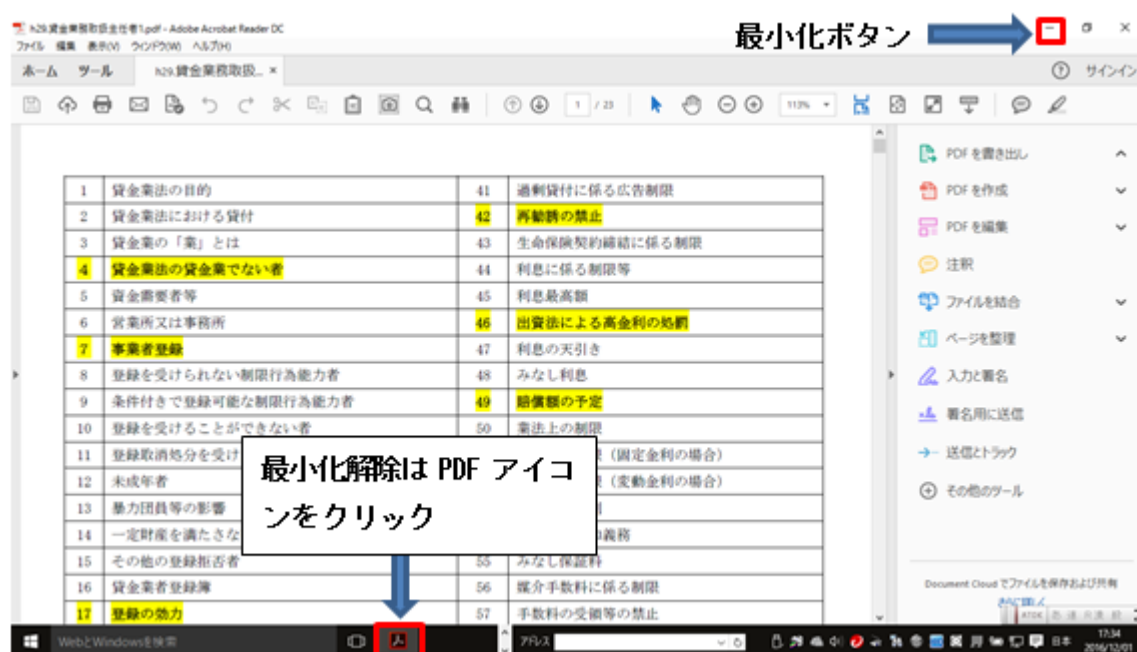 h29.貸金業務取扱主任者1.pdf - Adobe Acrobat Reader DC
最小化ボタン
ファイル 編集 表示(V) ウィンドウ(W) ヘルプ(H)
ホーム ツール h29.貸金業務取扱... ×
サインイン
1 / 23
113%
PDF を書き出し
PDF を作成
PDF を編集
注釈
ファイルを結合
ページを整理
入力と署名
署名用に送信
送信とトラック
その他のツール
1 貸金業法の目的 41 過剰貸付に係る広告制限
2 貸金業法における貸付 42 再勧誘の禁止
3 貸金業の「業」とは 43 生命保険契約締結に係る制限
4 貸金業法の貸金業でない者 44 利息に係る制限等
5 資金需要者等 45 利息最高額
6 営業所又は事務所 46 出資法による高金利の処罰
7 事業者登録 47 利息の天引き
8 登録を受けられない制限行為能力者 48 みなし利息
9 条件付きで登録可能な制限行為能力者 49 賠償額の予定
10 登録を受けることができない者 50 業法上の制限
11 登録取消処分を受け (固定金利の場合)
12 未成年者 (変動金利の場合)
13 暴力団員等の影響
14 一定財産を満たさな 義務
15 その他の登録拒否者 55 みなし保証料
16 貸金業者登録簿 56 媒介手数料に係る制限
17 登録の効力 57 手数料の受領等の禁止
最小化解除は PDF アイコ
ンをクリック
Document Cloud でファイルを保存および共有
WebとWindowsを検索
アドレス
日本
17:34
2016/12/01